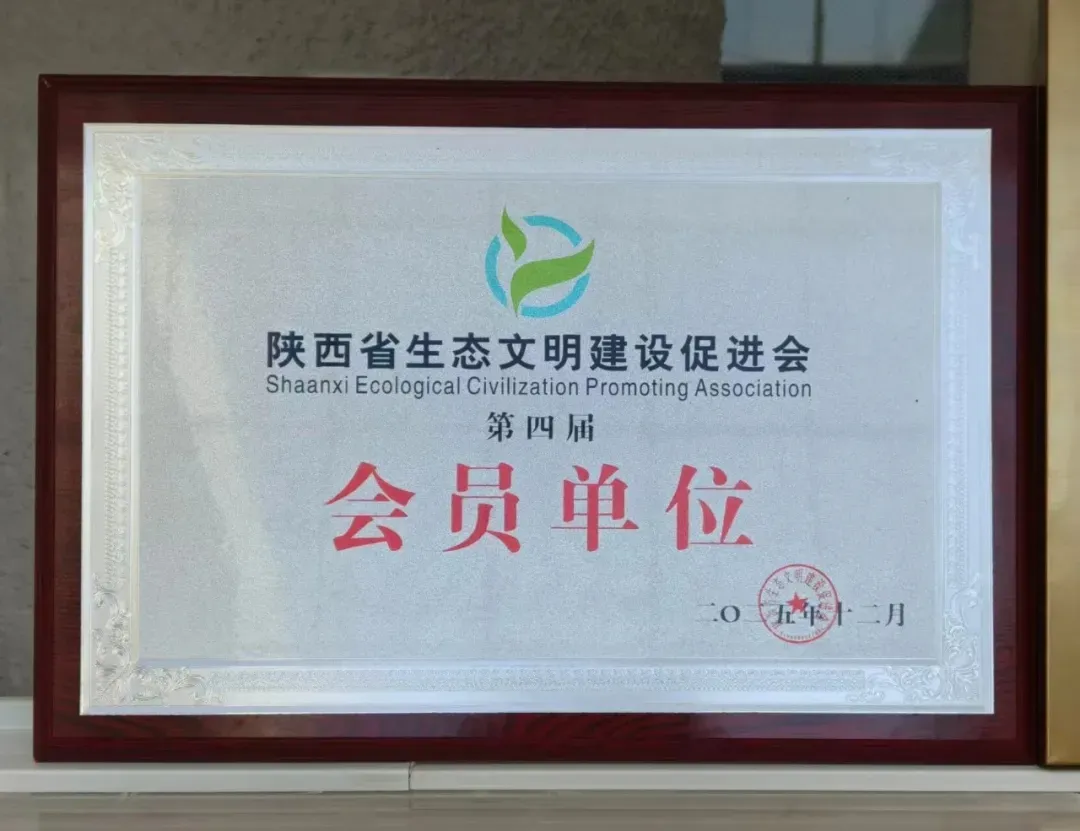 陕西省生态文明建设促进会
Shaanxi Ecological Civilization Promoting Association
第四届
会员单位
二〇二五年十二月